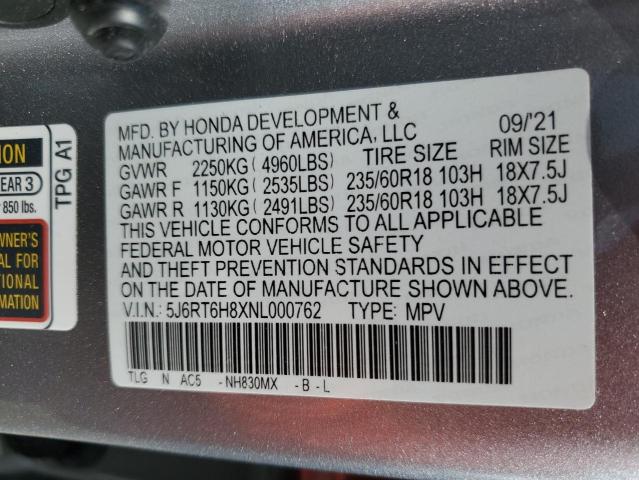 ION
EAR 3
850 lbs.
TPG A1
WNER'S
AL FOR
TIONAL
RMATION
MFD. BY HONDA DEVELOPMENT & 09/'21
MANUFACTURING OF AMERICA, LLC
GVWR 2250KG ( 4960LBS) TIRE SIZE RIM SIZE
GAWR F 1150KG ( 2535LBS) 235/60R18 103H 18X7.5J
GAWR R 1130KG ( 2491LBS) 235/60R18 103H 18X7.5J
THIS VEHICLE CONFORMS TO ALL APPLICABLE
FEDERAL MOTOR VEHICLE SAFETY
AND THEFT PREVENTION STANDARDS IN EFFECT
ON THE DATE OF MANUFACTURE SHOWN ABOVE.
V.I.N.: 5J6RT6H8XNL000762 TYPE: MPV
TLG N AC5 -NH830MX -B-L